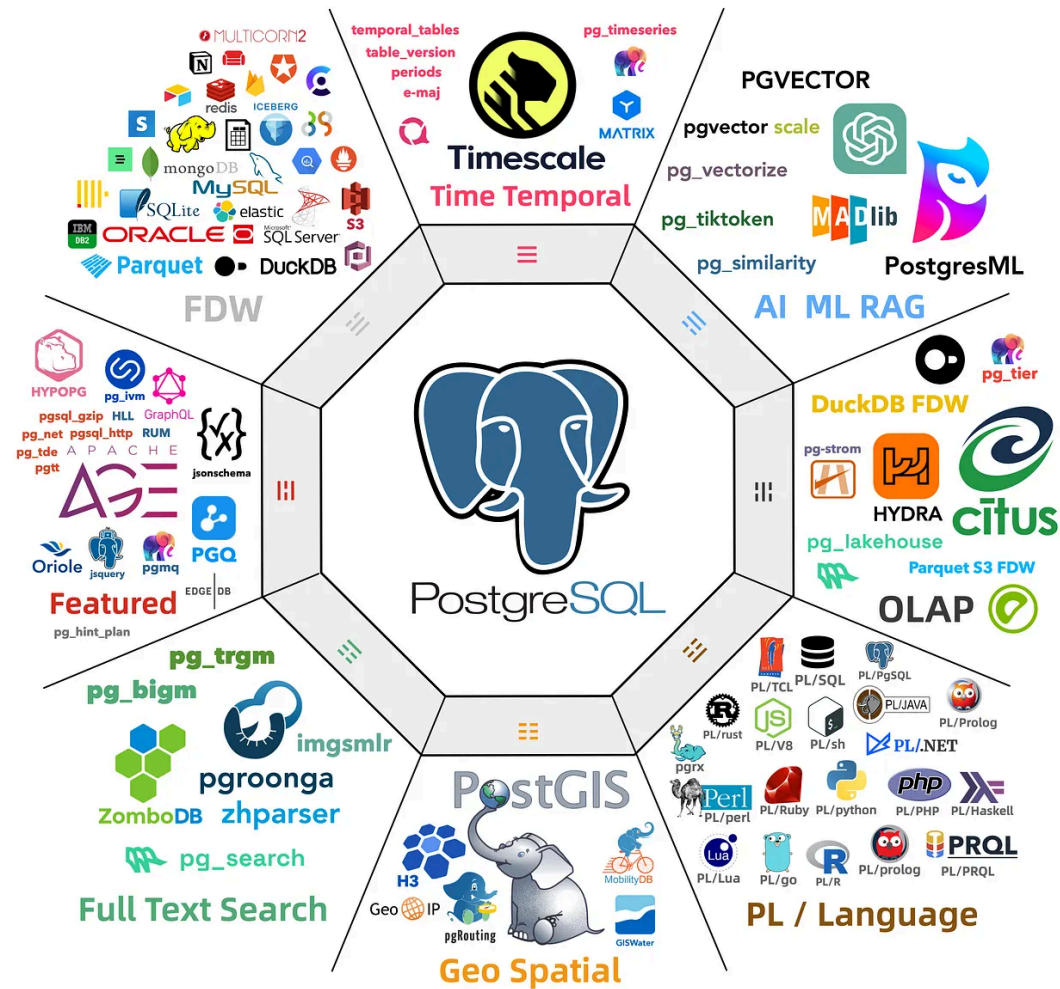 MULTICORN2
redis
ICEBERG
S
mongoDB
MySQL
SQLite
elastic
S3
IBM
DB2
ORACLE
Microsoft
SQL Server
Parquet
DuckDB
FDW
temporal_tables
table_version
periods
e-maj
pg_timeseries
MATRIX
Timescale
Time Temporal
PGVECTOR
pgvector scale
pg_vectorize
pg_tiktoken
MADlib
pg_similarity
PostgresML
AI ML RAG
HYPOPG
pg_ivm
GraphQL
pgsql_gzip
HLL
pg_net
pgsql_http
RUM
pg_tde
APACHE
pgtt
AGE
jsonschema
PGQ
Oriole
jsquery
pgmq
EDGE|DB
Featured
pg_hint_plan
PostgreSQL
pg_tier
DuckDB FDW
pg-strom
HYDRA
citus
pg_lakehouse
Parquet S3 FDW
OLAP
pg_trgm
pg_bigm
imgsmlr
pgroonga
ZomboDB
zhparser
pg_search
Full Text Search
PostGIS
H3
MobilityDB
Geo IP
pgRouting
GISWater
Geo Spatial
PL/TCL
PL/SQL
PL/PgSQL
PL/rust
JS
PL/V8
PL/sh
PL/JAVA
PL/Prolog
pgrx
PL/.NET
Perl
PL/perl
PL/Ruby
PL/python
php
PL/PHP
PL/Haskell
Lua
PL/Lua
PL/go
R
PL/R
PL/prolog
PRQL
PL/PRQL
PL / Language